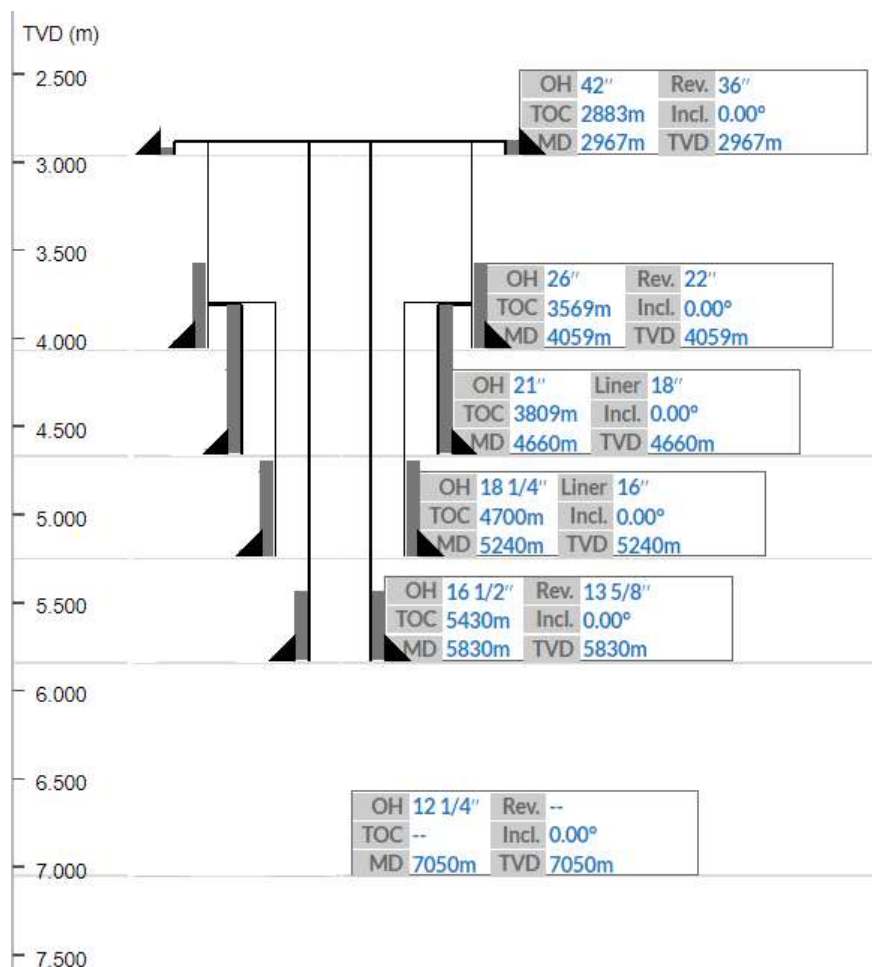 TVD (m)
2.500
OH 42″ Rev. 36″
TOC 2883m Incl. 0.00°
MD 2967m TVD 2967m
3.000
3.500
OH 26″ Rev. 22″
TOC 3569m Incl. 0.00°
MD 4059m TVD 4059m
4.000
OH 21″ Liner 18″
TOC 3809m Incl. 0.00°
MD 4660m TVD 4660m
4.500
OH 18 1/4″ Liner 16″
TOC 4700m Incl. 0.00°
MD 5240m TVD 5240m
5.000
5.500
OH 16 1/2″ Rev. 13 5/8″
TOC 5430m Incl. 0.00°
MD 5830m TVD 5830m
6.000
6.500
OH 12 1/4″ Rev. --
TOC -- Incl. 0.00°
MD 7050m TVD 7050m
7.000
7.500